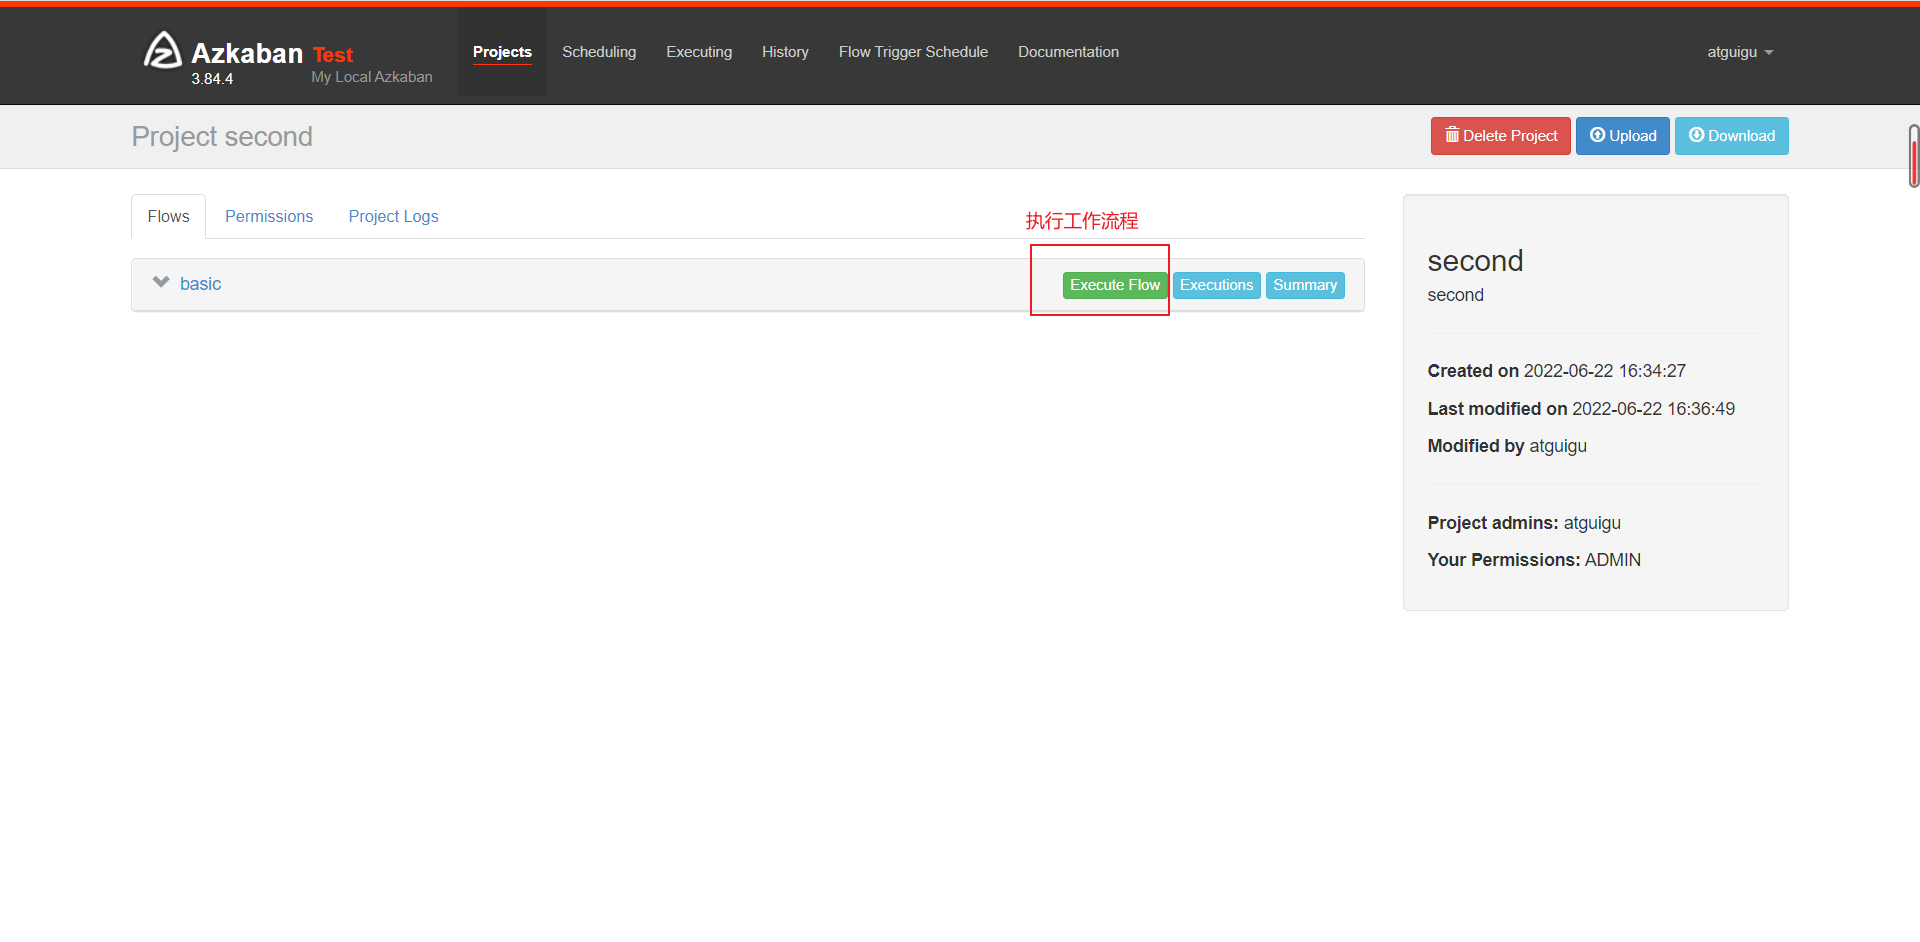 Azkaban Test
3.84.4 My Local Azkaban
Projects Scheduling Executing History Flow Trigger Schedule Documentation atguigu
Project second
Delete Project Upload Download
Flows Permissions Project Logs
执行工作流程
basic Execute Flow Executions Summary
second
second
Created on 2022-06-22 16:34:27
Last modified on 2022-06-22 16:36:49
Modified by atguigu
Project admins: atguigu
Your Permissions: ADMIN